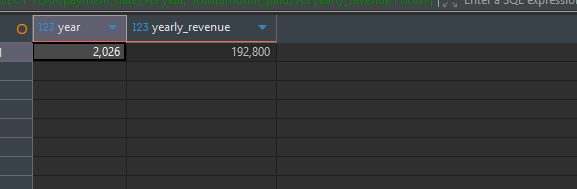 Enter a SQL expression
123 year 123 yearly_revenue
2,026 192,800